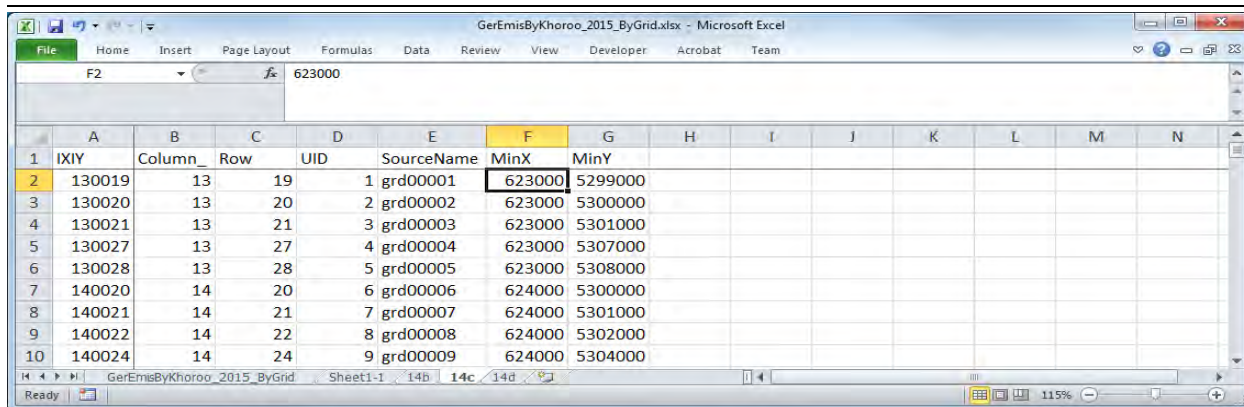 GerEmisByKhoroo_2015_ByGrid.xlsx - Microsoft Excel
File Home Insert Page Layout Formulas Data Review View Developer Acrobat Team
F2 fx 623000
A B C D E F G H I J K L M N
1 IXIY Column_ Row UID SourceName MinX MinY
2 130019 13 19 1 grd00001 623000 5299000
3 130020 13 20 2 grd00002 623000 5300000
4 130021 13 21 3 grd00003 623000 5301000
5 130027 13 27 4 grd00004 623000 5307000
6 130028 13 28 5 grd00005 623000 5308000
7 140020 14 20 6 grd00006 624000 5300000
8 140021 14 21 7 grd00007 624000 5301000
9 140022 14 22 8 grd00008 624000 5302000
10 140024 14 24 9 grd00009 624000 5304000
GerEmisByKhoroo_2015_ByGrid Sheet1-1 14b 14c 14d
Ready 115%